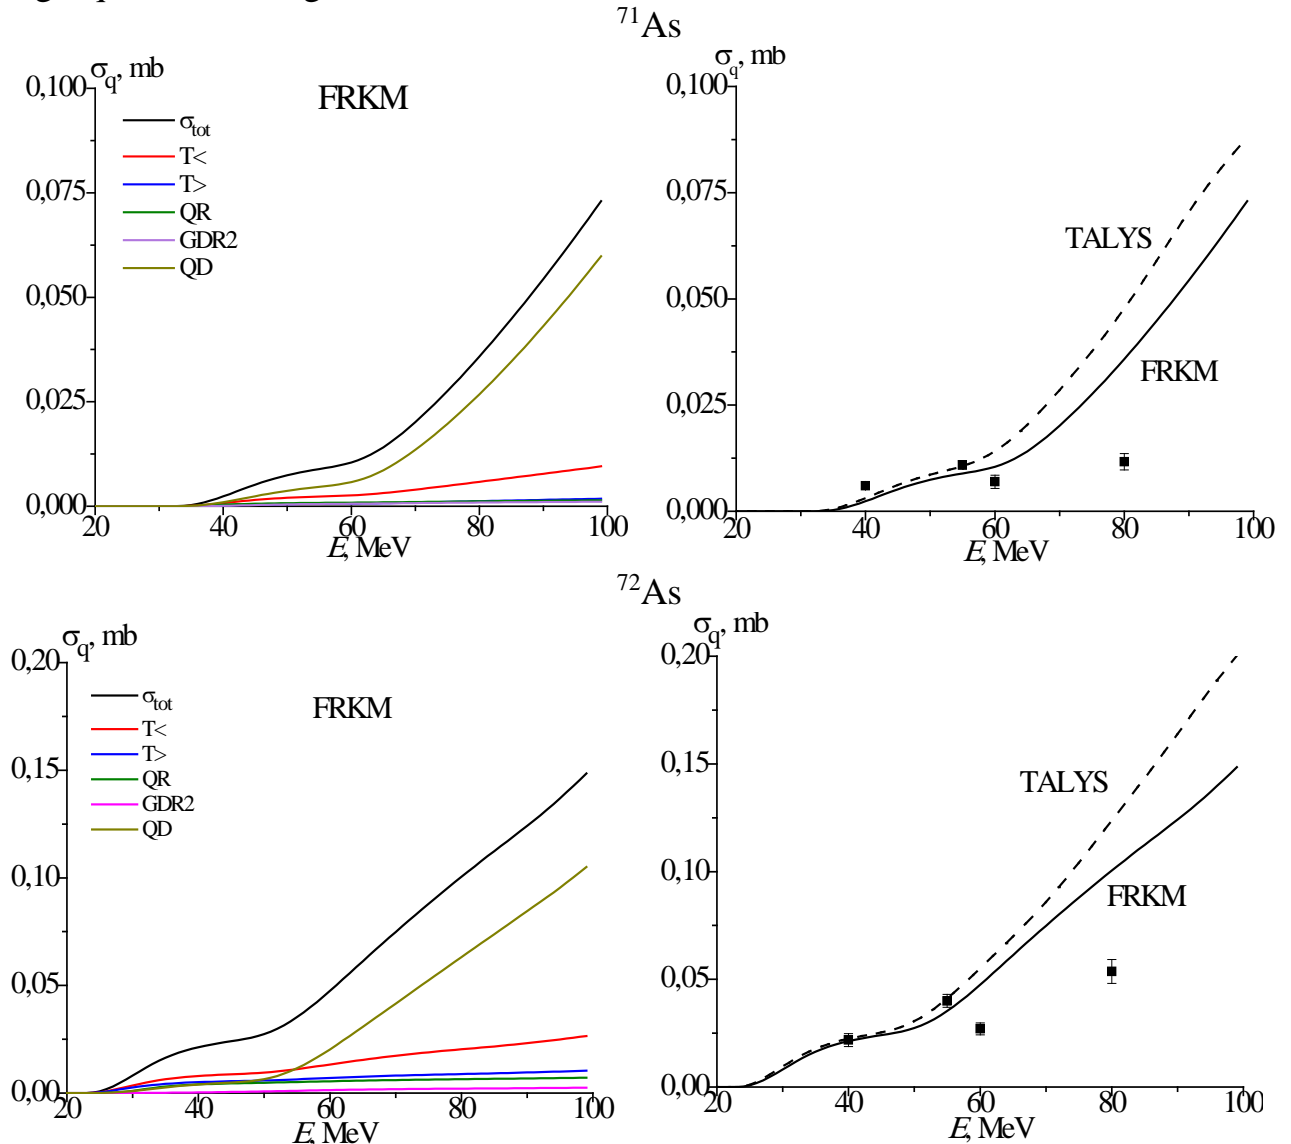 ⁷¹As
σq, mb
0,100
0,075
0,050
0,025
0,000
FRKM
σtot
T<
T>
QR
GDR2
QD
20 40 60 80 100
E, MeV
σq, mb
0,100
0,075
0,050
0,025
0,000
TALYS
FRKM
20 40 60 80 100
E, MeV
⁷²As
σq, mb
0,20
0,15
0,10
0,05
0,00
FRKM
σtot
T<
T>
QR
GDR2
QD
20 40 60 80 100
E, MeV
σq, mb
0,20
0,15
0,10
0,05
0,00
TALYS
FRKM
20 40 60 80 100
E, MeV